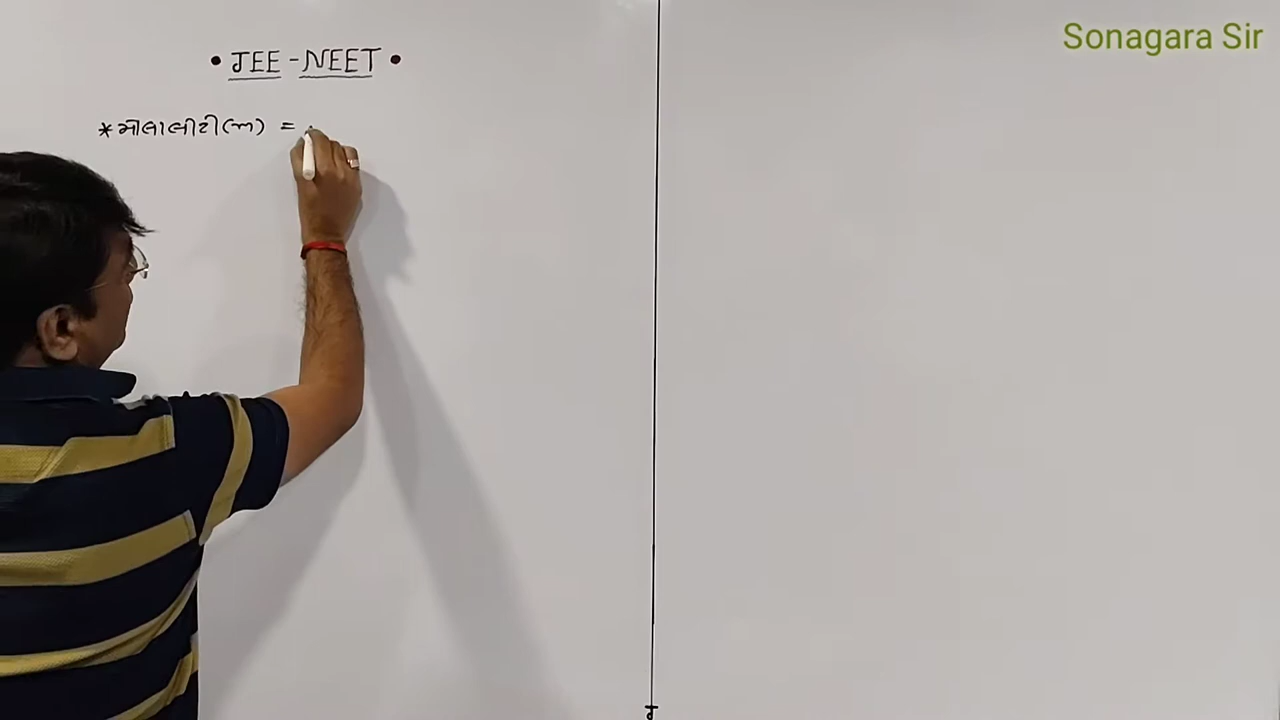 Sonagara Sir
• JEE - NEET •
* મોલાલીટી (m) =